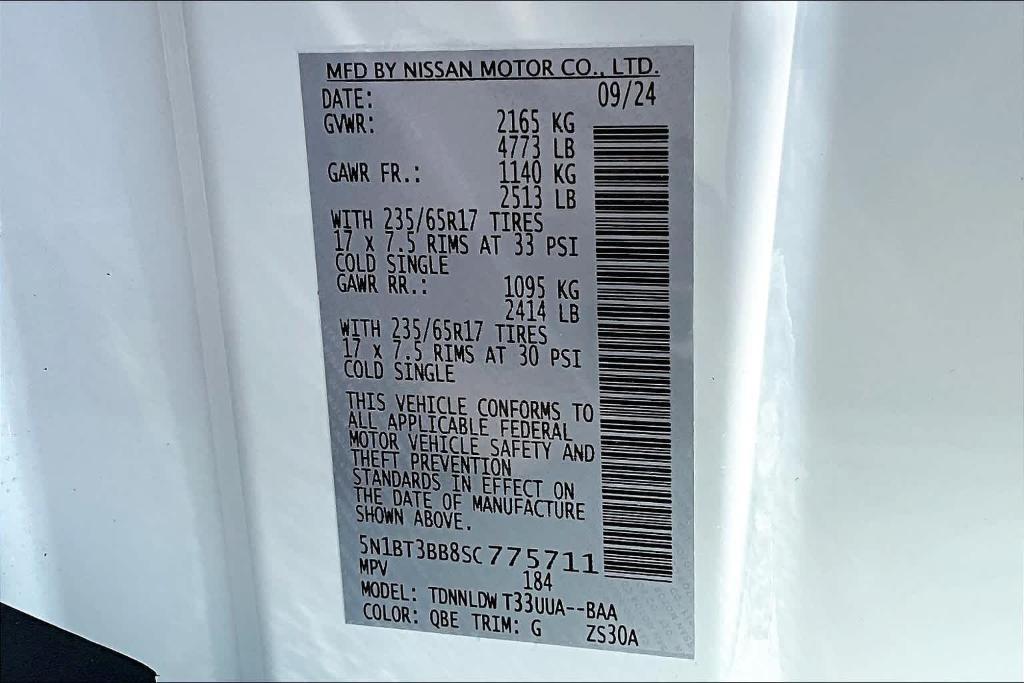 MFD BY NISSAN MOTOR CO., LTD.
DATE: 09/24
GVWR: 2165 KG
4773 LB
GAWR FR.: 1140 KG
2513 LB
WITH 235/65R17 TIRES
17 x 7.5 RIMS AT 33 PSI
COLD SINGLE
GAWR RR.: 1095 KG
2414 LB
WITH 235/65R17 TIRES
17 x 7.5 RIMS AT 30 PSI
COLD SINGLE
THIS VEHICLE CONFORMS TO
ALL APPLICABLE FEDERAL
MOTOR VEHICLE SAFETY AND
THEFT PREVENTION
STANDARDS IN EFFECT ON
THE DATE OF MANUFACTURE
SHOWN ABOVE.
5N1BT3BB8SC775711
MPV 184
MODEL: TDNNLDW T33UUA--BAA
COLOR: QBE TRIM: G ZS30A